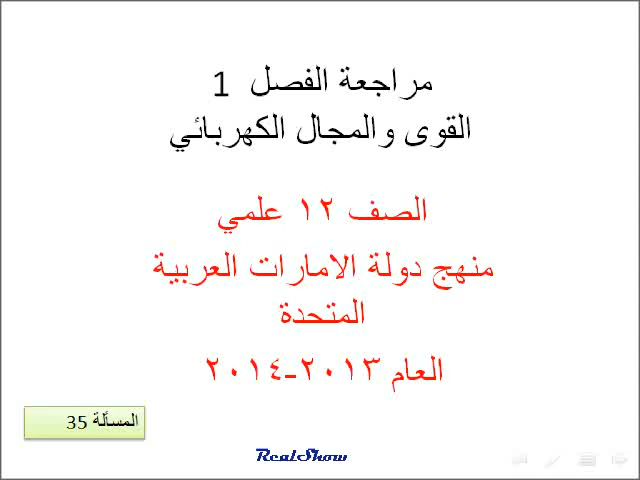 مراجعة الفصل 1
القوى والمجال الكهربائي
الصف ١٢ علمي
منهج دولة الامارات العربية
المتحدة
العام ٢٠١٣-٢٠١٤
المسألة 35
RealShow